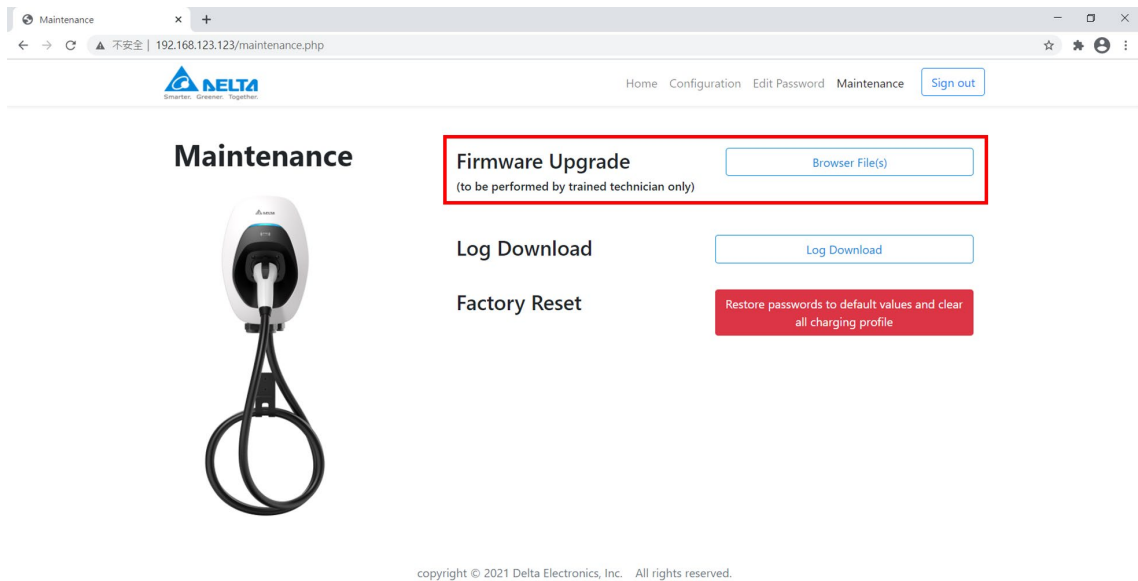 Maintenance
不安全 | 192.168.123.123/maintenance.php
DELTA
Smarter. Greener. Together.
Home Configuration Edit Password Maintenance Sign out
Maintenance
Firmware Upgrade
Browser File(s)
(to be performed by trained technician only)
Log Download
Log Download
Factory Reset
Restore passwords to default values and clear
all charging profile
copyright © 2021 Delta Electronics, Inc. All rights reserved.